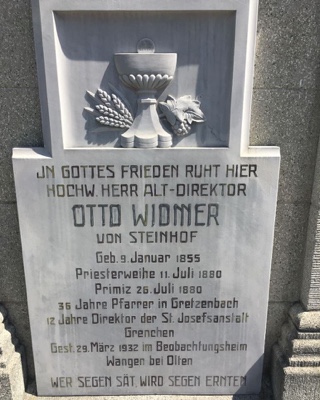 IN GOTTES FRIEDEN RUHT HIER
HOCHW. HERR ALT-DIREKTOR
OTTO WIDMER
VON STEINHOF
Geb. 9. Januar 1855
Priesterweihe 11. Juli 1880
Primiz 26. Juli 1880
36 Jahre Pfarrer in Gretzenbach
12 Jahre Direktor der St. Josefsanstalt
Grenchen
Gest. 29. März 1932 im Beobachtungsheim
Wangen bei Olten
WER SEGEN SÄT, WIRD SEGEN ERNTEN